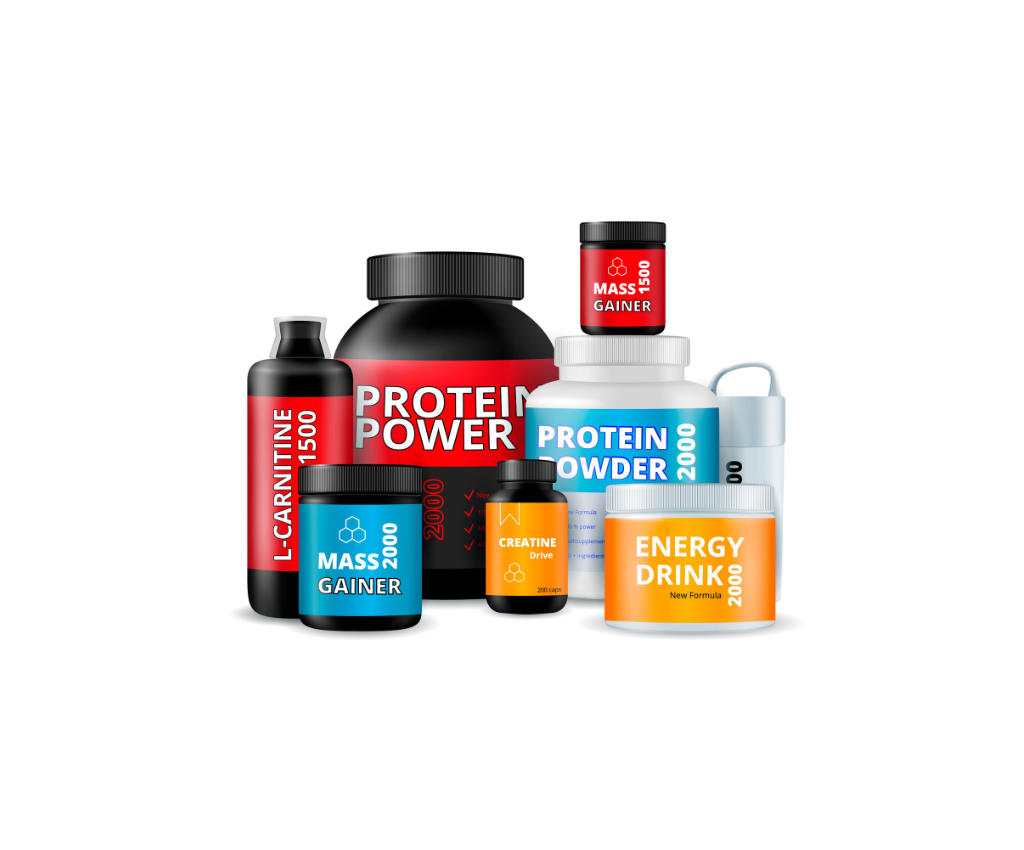 MASS
GAINER
1500
PROTEIN
POWER
2000
New
L-CARNITINE
1500
PROTEIN
POWDER
2000
MASS
GAINER
2000
CREATINE
Drive
200 caps
ENERGY
DRINK
New Formula
2000